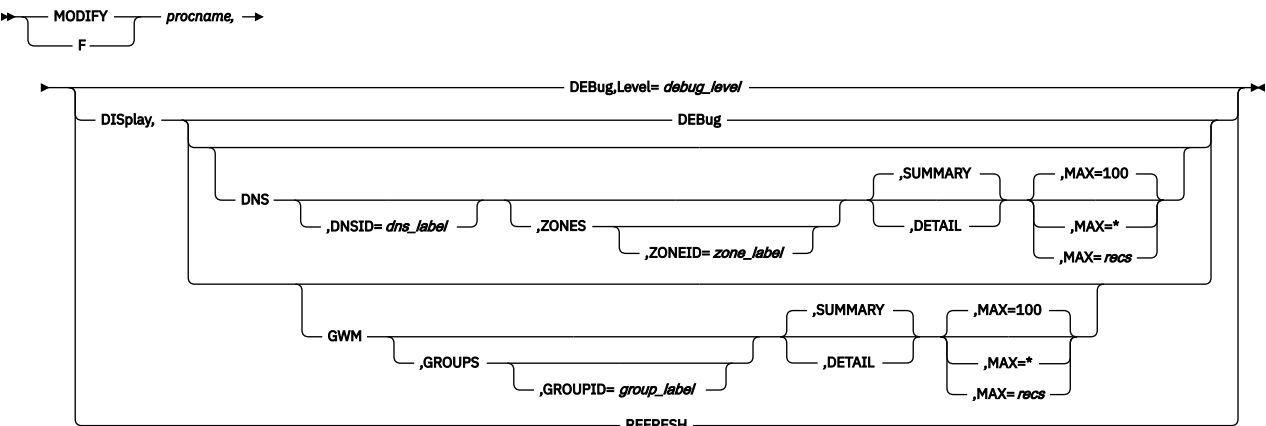 MODIFY procname,
F
DEBug,Level= debug_level
DISplay, DEBug
,SUMMARY ,MAX=100
DNS
,DNSID= dns_label ,ZONES ,DETAIL ,MAX=*
,ZONEID= zone_label ,MAX= recs
,SUMMARY ,MAX=100
GWM
,GROUPS ,DETAIL ,MAX=*
,GROUPID= group_label ,MAX= recs
REFRESH